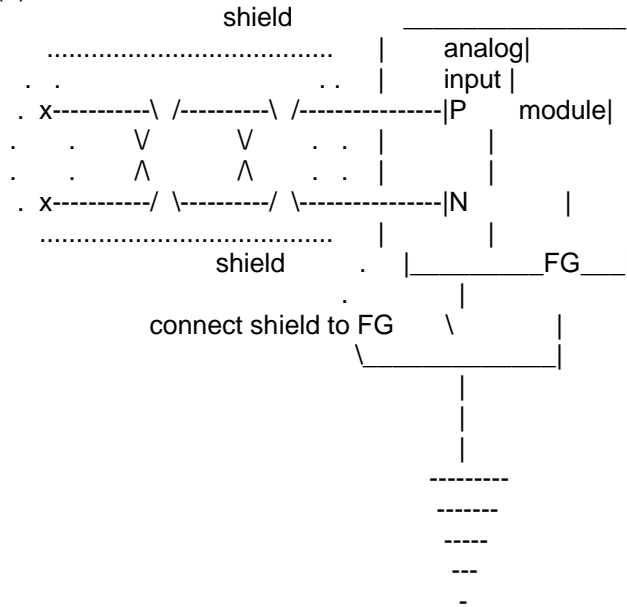 shield
analog
input
x P module
x N
shield FG
connect shield to FG